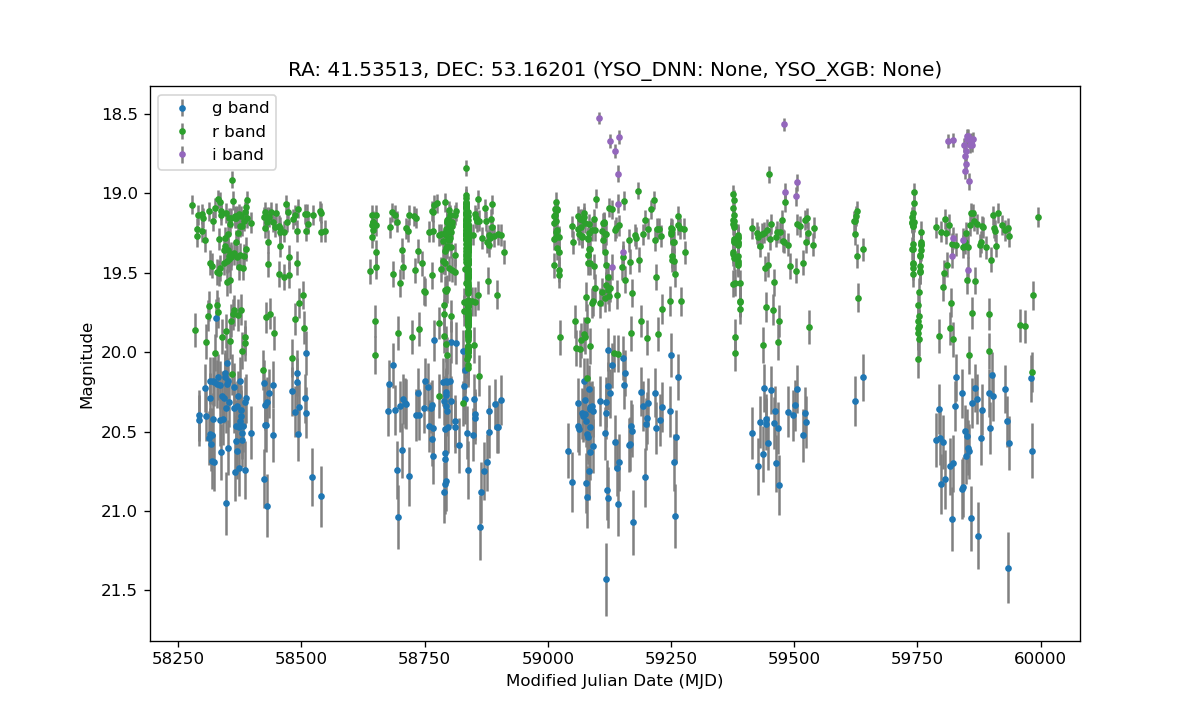 RA: 41.53513, DEC: 53.16201 (YSO_DNN: None, YSO_XGB: None)
g band
r band
i band
18.5
19.0
19.5
20.0
20.5
21.0
21.5
Magnitude
58250
58500
58750
59000
59250
59500
59750
60000
Modified Julian Date (MJD)